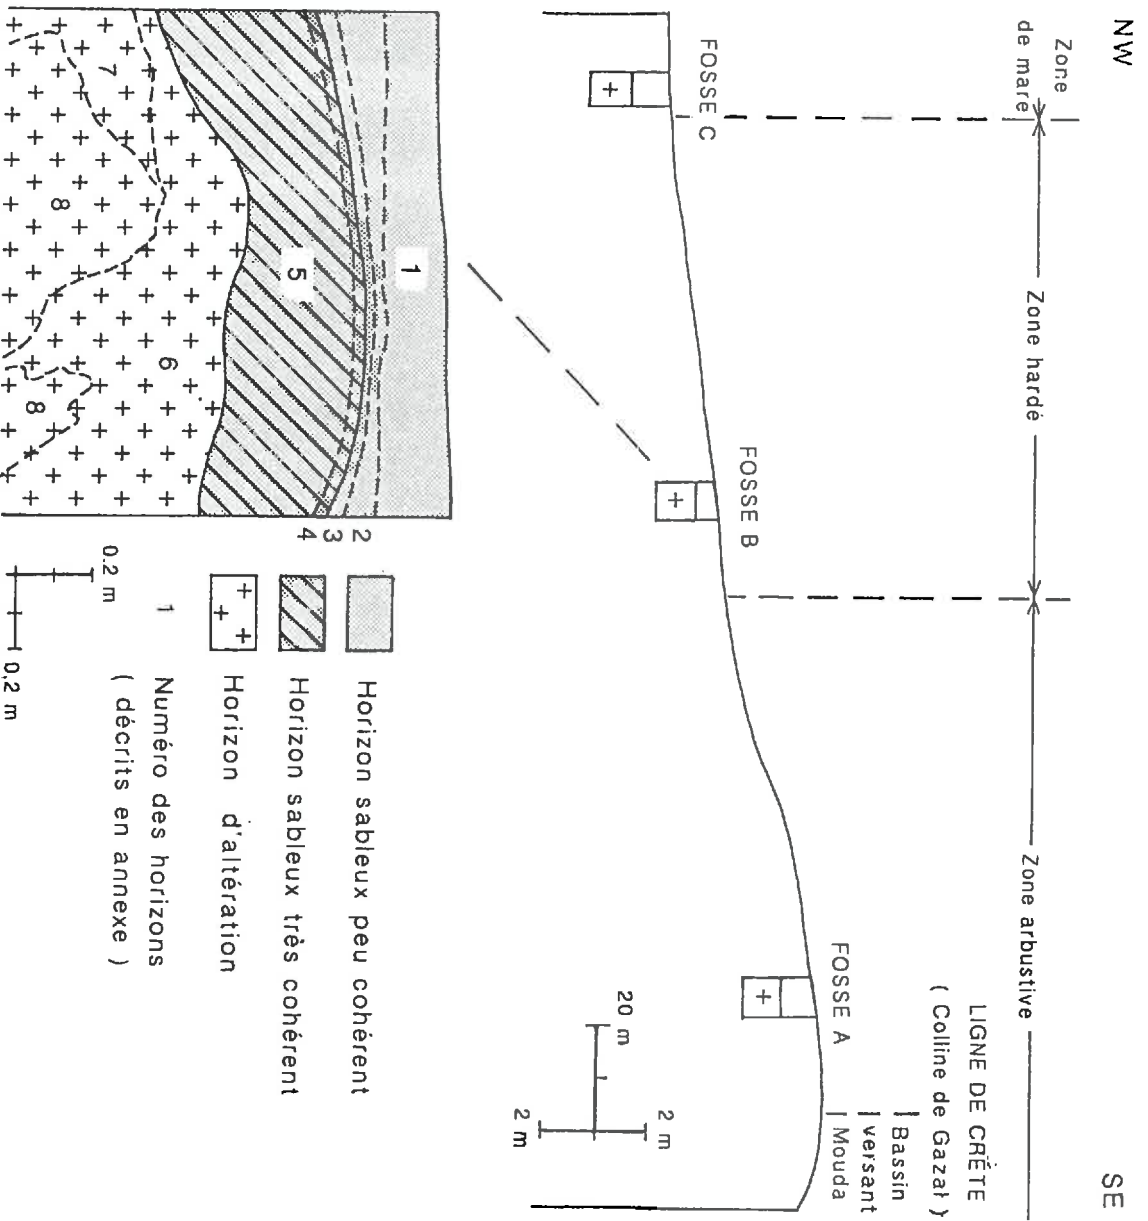 NW
SE
Zone
de mare
Zone hardé
Zone arbustive
LIGNE DE CRÊTE
( Colline de Gazal )
Bassin
versant
Mouda
FOSSE C
FOSSE B
FOSSE A
20 m
2 m
2 m
1
2
3
4
5
6
7
8
8
Horizon sableux peu cohérent
Horizon sableux très cohérent
Horizon d'altération
1 Numéro des horizons
( décrits en annexe )
0.2 m
0,2 m